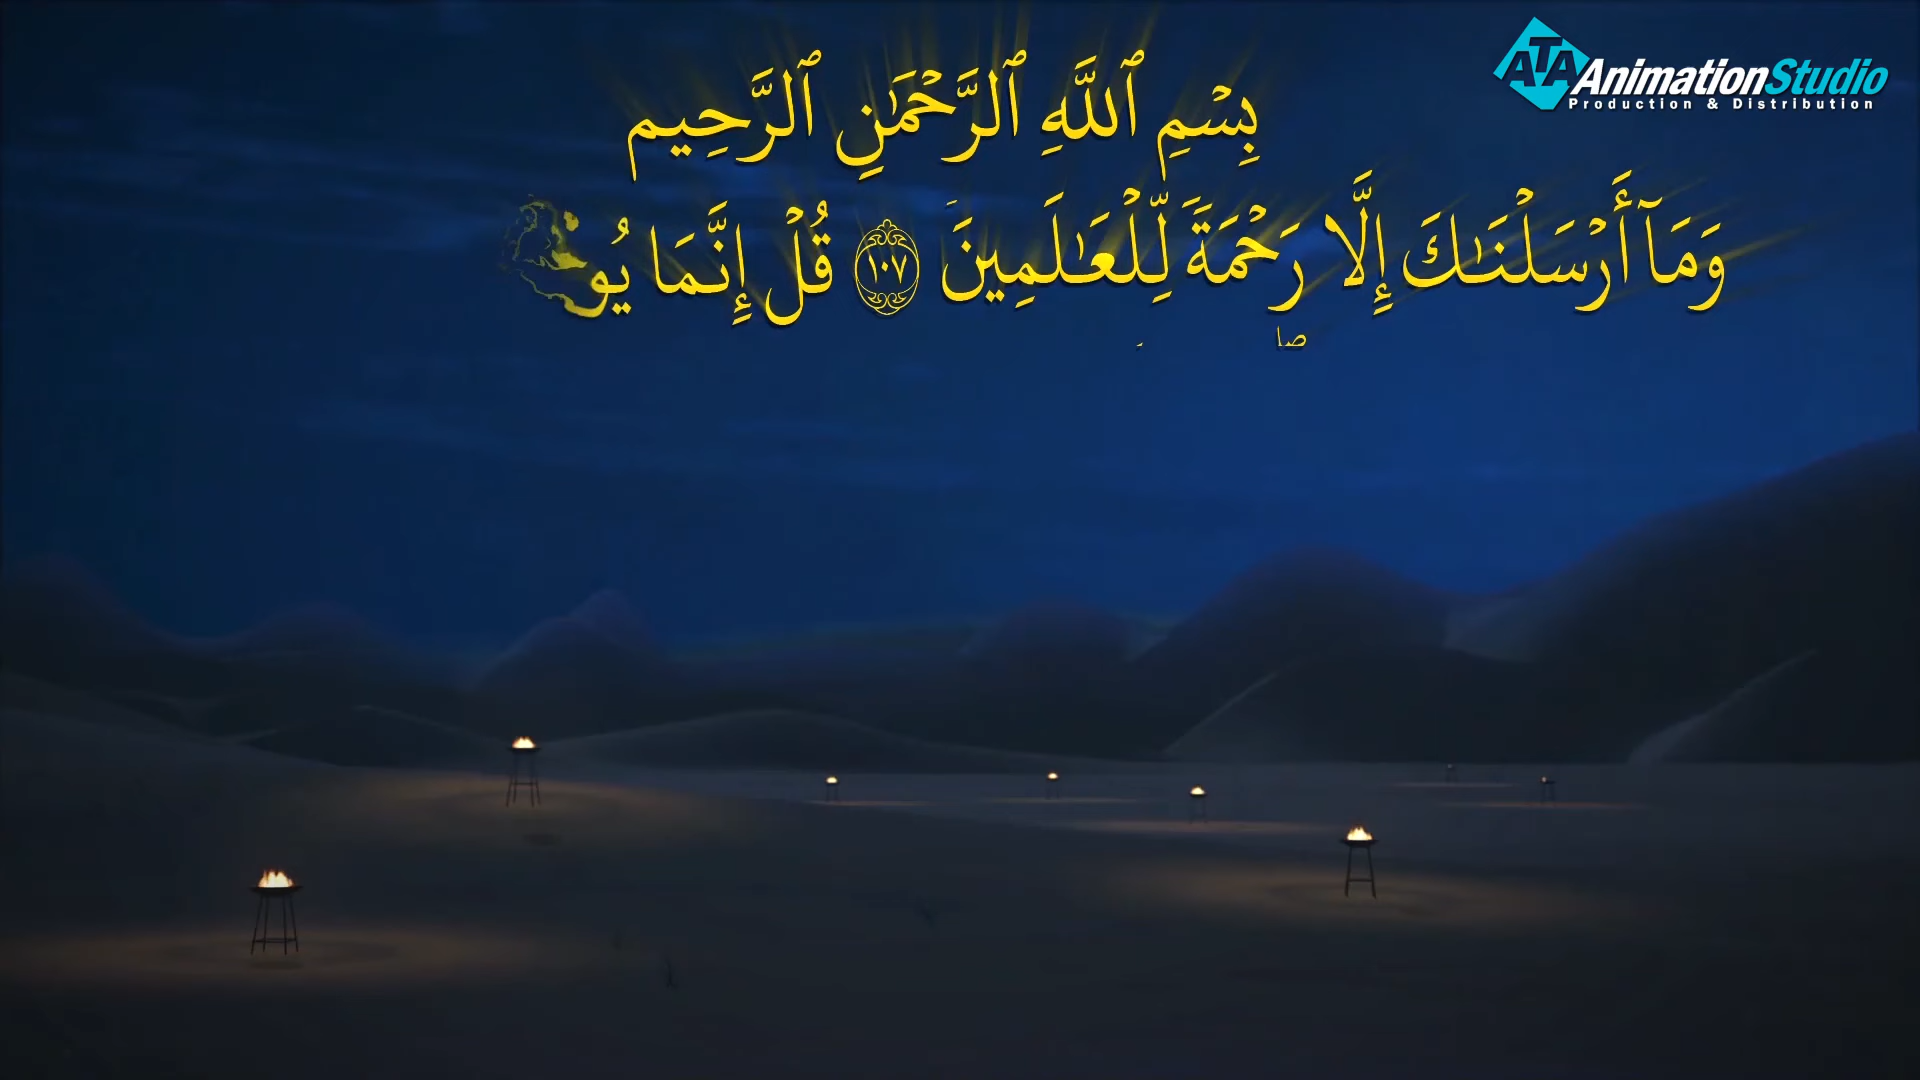 ATA AnimationStudio
Production & Distribution
بِسْمِ ٱللَّهِ ٱلرَّحْمَٰنِ ٱلرَّحِيم
وَمَآ أَرْسَلْنَٰكَ إِلَّا رَحْمَةً لِّلْعَٰلَمِينَ ١٠٧ قُلْ إِنَّمَا يُو